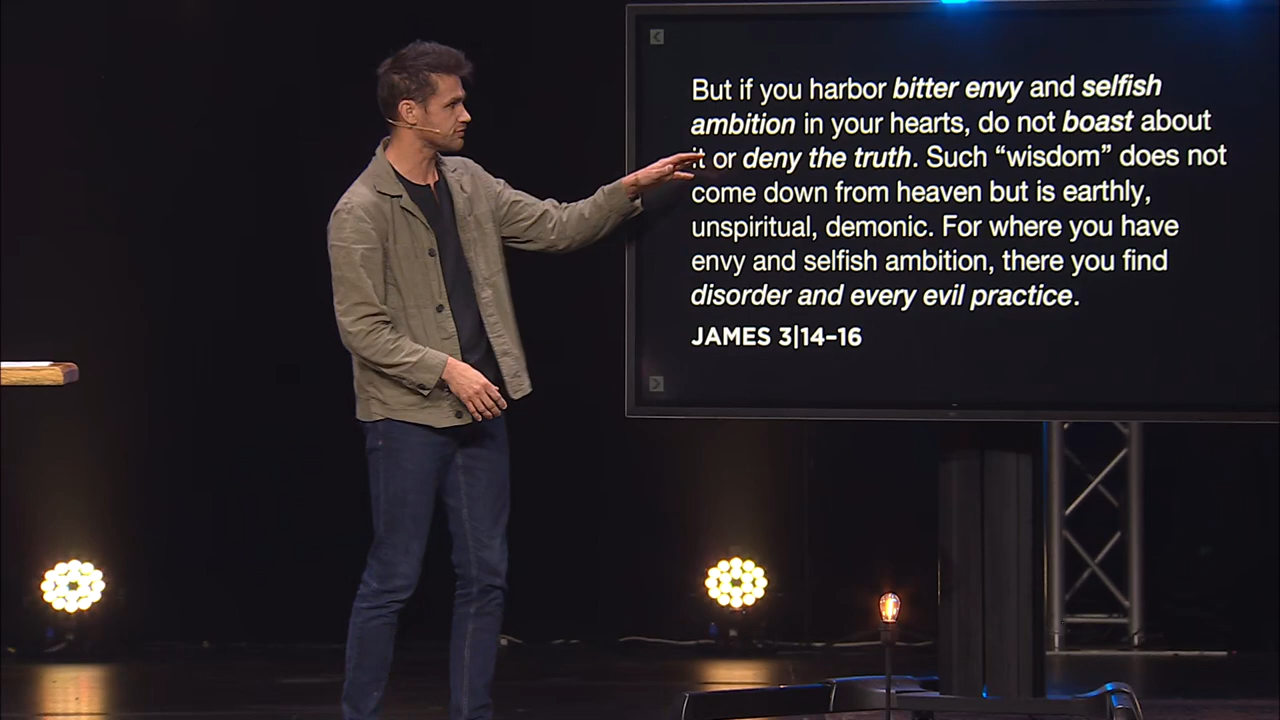 But if you harbor bitter envy and selfish
ambition in your hearts, do not boast about
it or deny the truth. Such “wisdom” does not
come down from heaven but is earthly,
unspiritual, demonic. For where you have
envy and selfish ambition, there you find
disorder and every evil practice.
JAMES 3|14–16